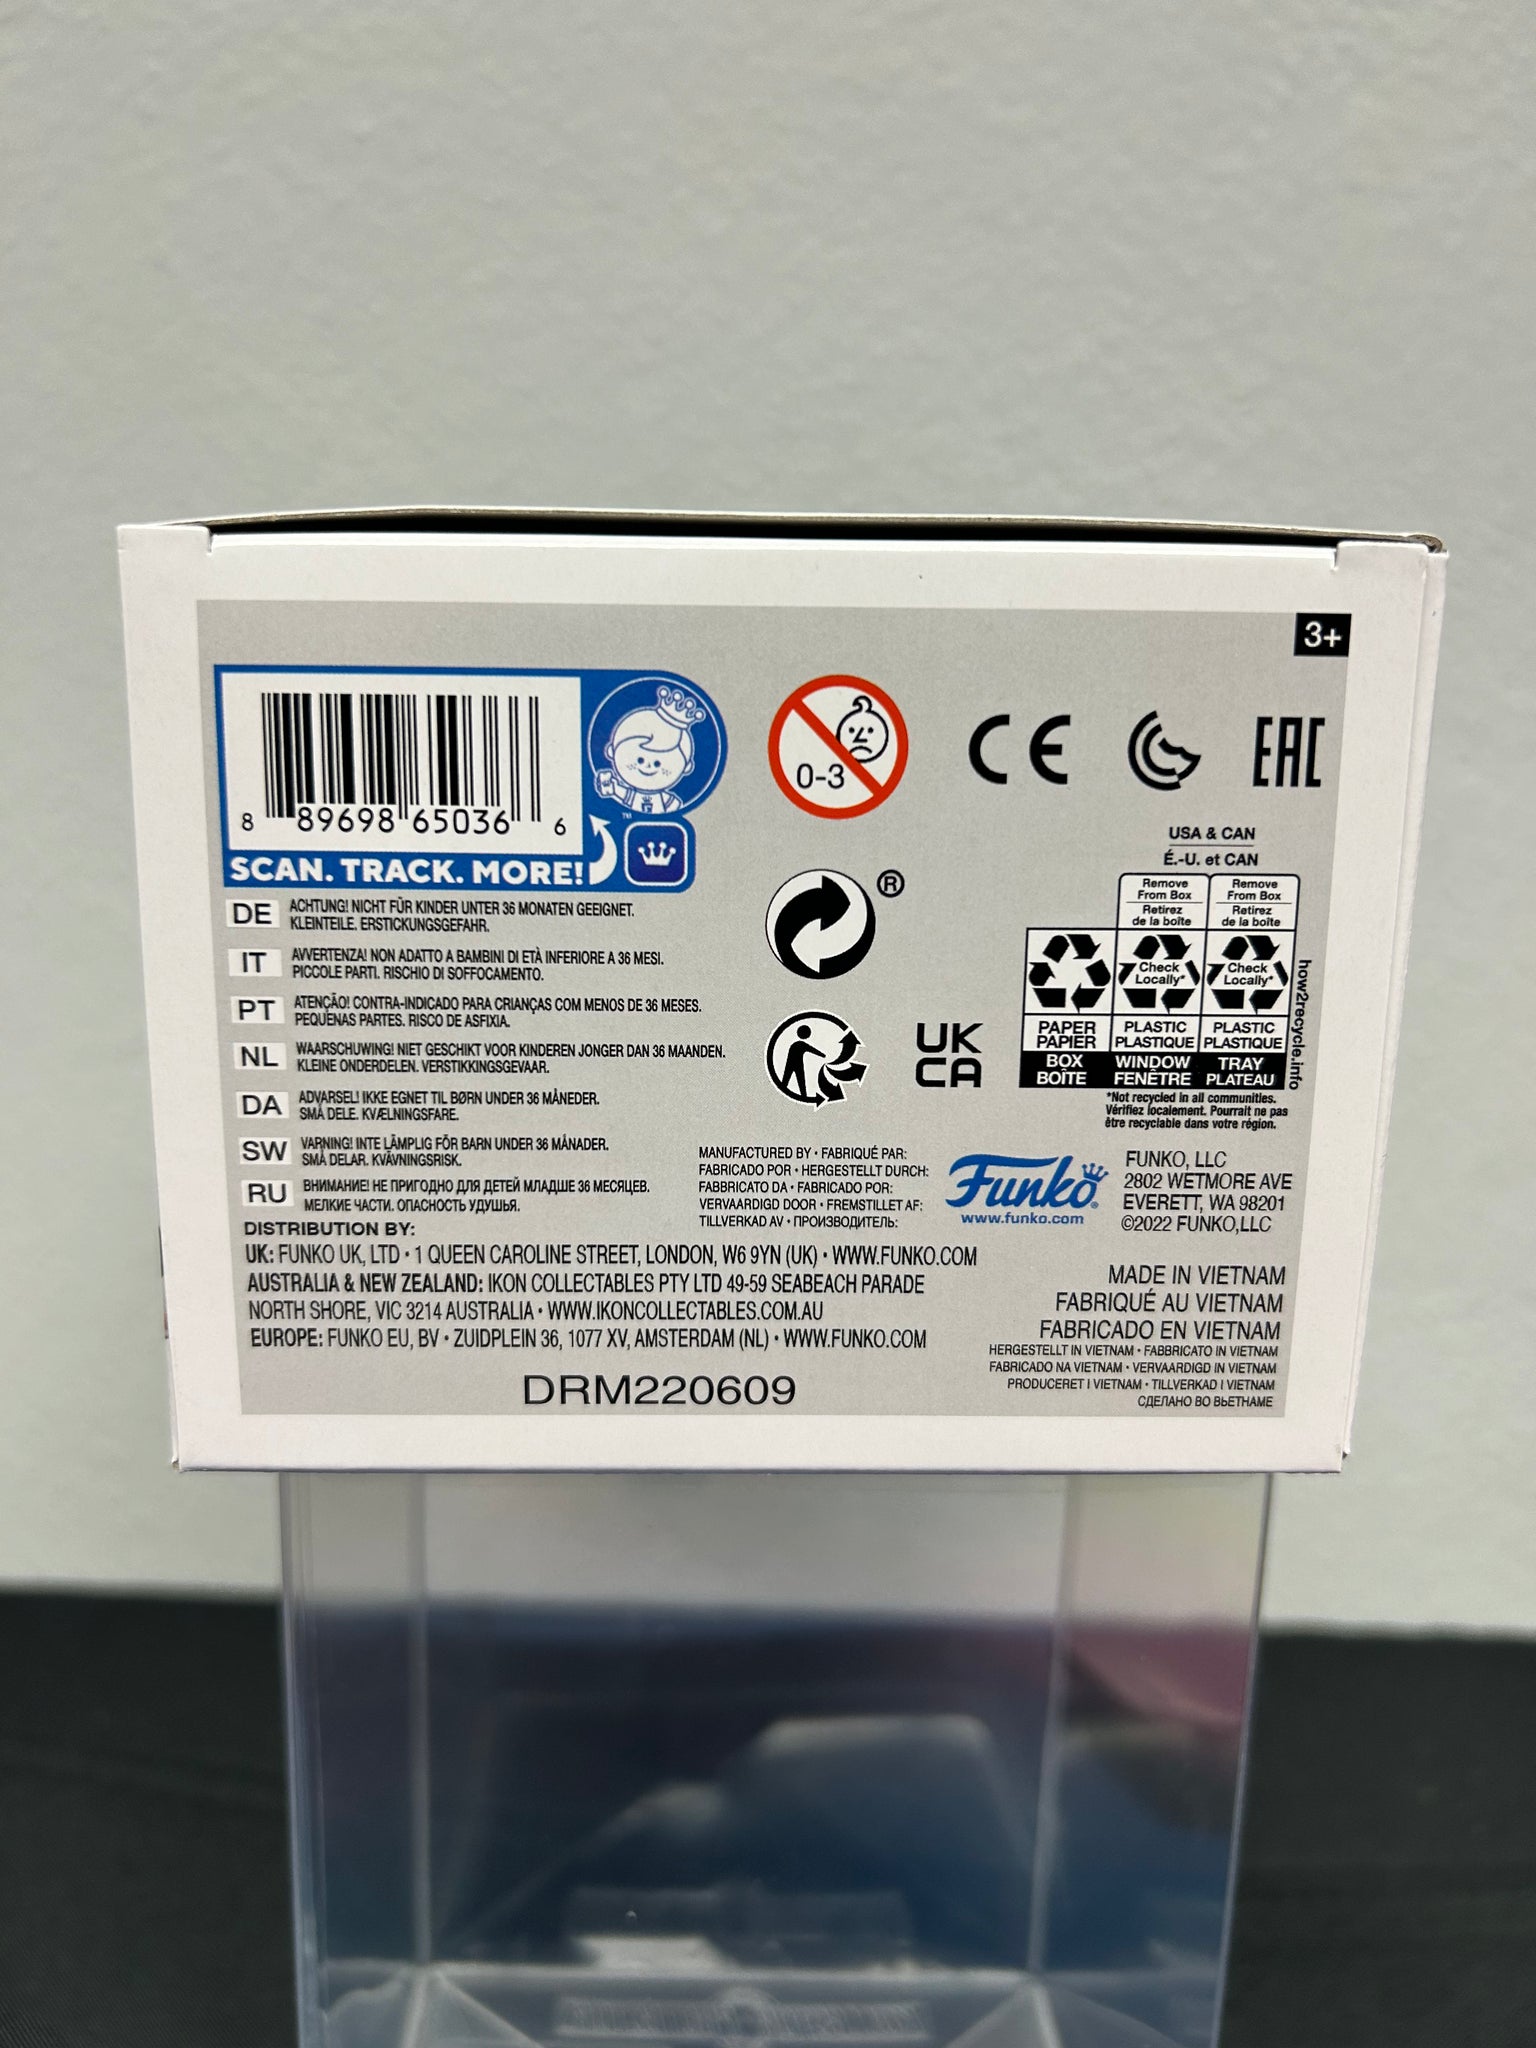 3+
8 89698 65036 6
™
SCAN. TRACK. MORE!
0-3
CE
EAC
®
UK
CA
USA & CAN
É.-U. et CAN
Remove From Box
Retirez de la boîte
Remove From Box
Retirez de la boîte
Check Locally*
Check Locally*
PAPER PAPIER
PLASTIC PLASTIQUE
PLASTIC PLASTIQUE
BOX BOÎTE
WINDOW FENÊTRE
TRAY PLATEAU
how2recycle.info
*Not recycled in all communities.
Vérifiez localement. Pourrait ne pas
être recyclable dans votre région.
DE ACHTUNG! NICHT FÜR KINDER UNTER 36 MONATEN GEEIGNET.
KLEINTEILE. ERSTICKUNGSGEFAHR.
IT AVVERTENZA! NON ADATTO A BAMBINI DI ETÀ INFERIORE A 36 MESI.
PICCOLE PARTI. RISCHIO DI SOFFOCAMENTO.
PT ATENÇÃO! CONTRA-INDICADO PARA CRIANÇAS COM MENOS DE 36 MESES.
PEQUENAS PARTES. RISCO DE ASFIXIA.
NL WAARSCHUWING! NIET GESCHIKT VOOR KINDEREN JONGER DAN 36 MAANDEN.
KLEINE ONDERDELEN. VERSTIKKINGSGEVAAR.
DA ADVARSEL! IKKE EGNET TIL BØRN UNDER 36 MÅNEDER.
SMÅ DELE. KVÆLNINGSFARE.
SW VARNING! INTE LÄMPLIG FÖR BARN UNDER 36 MÅNADER.
SMÅ DELAR. KVÄVNINGSRISK.
RU ВНИМАНИЕ! НЕ ПРИГОДНО ДЛЯ ДЕТЕЙ МЛАДШЕ 36 МЕСЯЦЕВ.
МЕЛКИЕ ЧАСТИ. ОПАСНОСТЬ УДУШЬЯ.
MANUFACTURED BY • FABRIQUÉ PAR:
FABRICADO POR • HERGESTELLT DURCH:
FABBRICATO DA • FABRICADO POR:
VERVAARDIGD DOOR • FREMSTILLET AF:
TILLVERKAD AV • ПРОИЗВОДИТЕЛЬ:
Funko®
www.funko.com
FUNKO, LLC
2802 WETMORE AVE
EVERETT, WA 98201
©2022 FUNKO,LLC
DISTRIBUTION BY:
UK: FUNKO UK, LTD • 1 QUEEN CAROLINE STREET, LONDON, W6 9YN (UK) • WWW.FUNKO.COM
AUSTRALIA & NEW ZEALAND: IKON COLLECTABLES PTY LTD 49-59 SEABEACH PARADE
NORTH SHORE, VIC 3214 AUSTRALIA • WWW.IKONCOLLECTABLES.COM.AU
EUROPE: FUNKO EU, BV • ZUIDPLEIN 36, 1077 XV, AMSTERDAM (NL) • WWW.FUNKO.COM
MADE IN VIETNAM
FABRIQUÉ AU VIETNAM
FABRICADO EN VIETNAM
HERGESTELLT IN VIETNAM • FABBRICATO IN VIETNAM
FABRICADO NA VIETNAM • VERVAARDIGD IN VIETNAM
PRODUCERET I VIETNAM • TILLVERKAD I VIETNAM
СДЕЛАНО ВО ВЬЕТНАМЕ
DRM220609